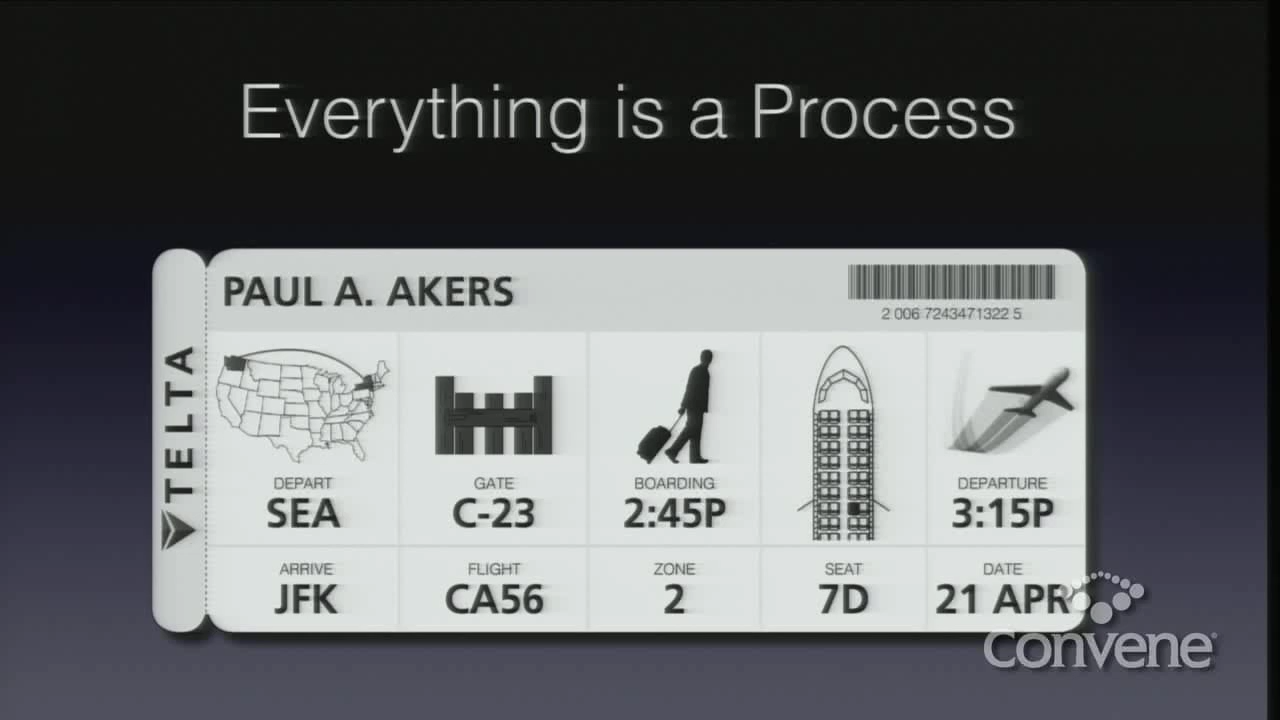 Everything is a Process
PAUL A. AKERS
2 006 7243471322 5
TELTA
DEPART
SEA
GATE
C-23
BOARDING
2:45P
DEPARTURE
3:15P
ARRIVE
JFK
FLIGHT
CA56
ZONE
2
SEAT
7D
DATE
21 APR
convene